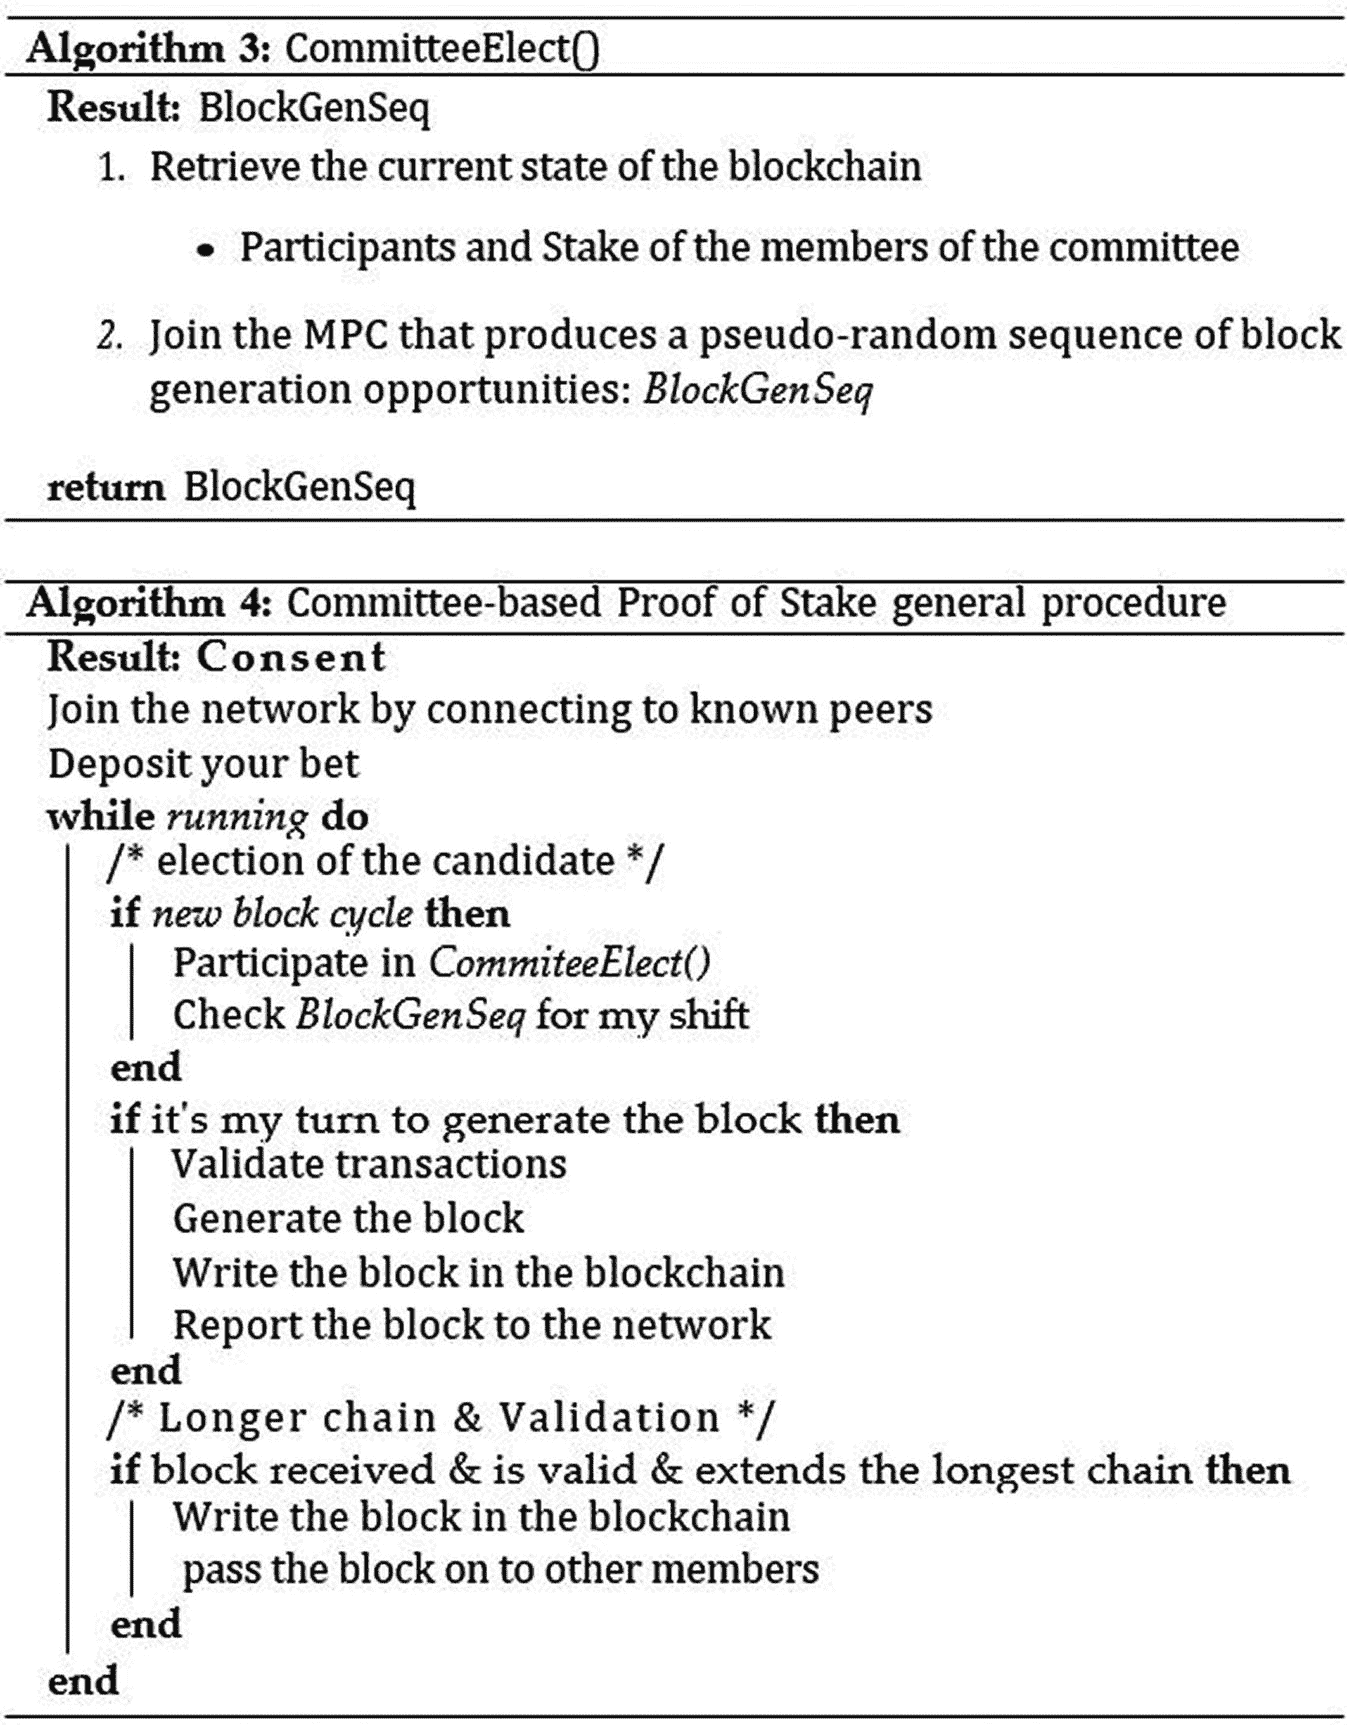 Algorithm 3: CommitteeElect()
Result: BlockGenSeq
1. Retrieve the current state of the blockchain
• Participants and Stake of the members of the committee
2. Join the MPC that produces a pseudo-random sequence of block
generation opportunities: BlockGenSeq
return BlockGenSeq
Algorithm 4: Committee-based Proof of Stake general procedure
Result: Consent
Join the network by connecting to known peers
Deposit your bet
while running do
/* election of the candidate */
if new block cycle then
Participate in CommiteeElect()
Check BlockGenSeq for my shift
end
if it's my turn to generate the block then
Validate transactions
Generate the block
Write the block in the blockchain
Report the block to the network
end
/* Longer chain & Validation */
if block received & is valid & extends the longest chain then
Write the block in the blockchain
pass the block on to other members
end
end